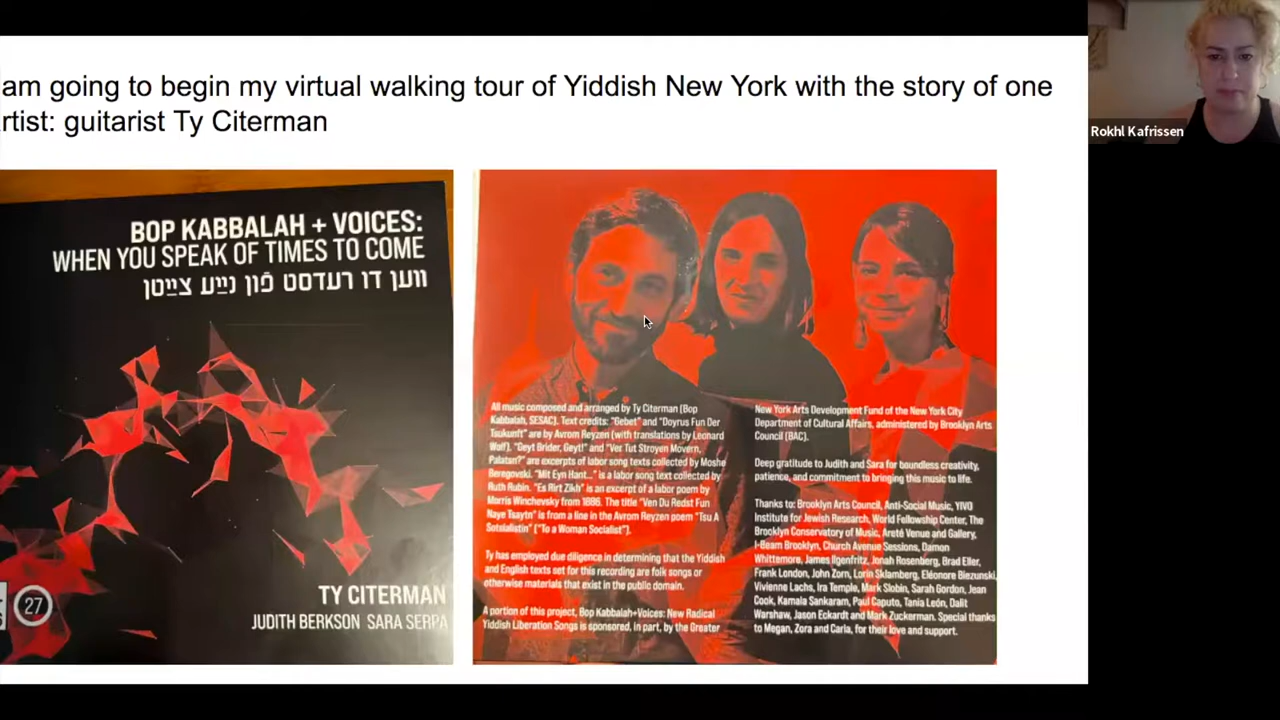 am going to begin my virtual walking tour of Yiddish New York with the story of one
rtist: guitarist Ty Citerman
Rokhl Kafrissen
BOP KABBALAH + VOICES:
WHEN YOU SPEAK OF TIMES TO COME
ווען דו רעדסט פֿון נײַע צײַטן
27
TY CITERMAN
JUDITH BERKSON SARA SERPA
All music composed and arranged by Ty Citerman (Bop
Kabbalah, SESAC). Text credits: "Gebet" and "Doyrus Fun Der
Tsukunft" are by Avrom Reyzen (with translations by Leonard
Wolf). "Geyt Brider, Geyt!" and "Ver Tut Stroyen Movern,
Palatsn?" are excerpts of labor song texts collected by Moshe
Beregovski. "Mit Eyn Hant..." is a labor song text collected by
Ruth Rubin. "Es Rirt Zikh" is an excerpt of a labor poem by
Morris Winchevsky from 1886. The title "Ven Du Redst Fun
Naye Tsaytn" is from a line in the Avrom Reyzen poem "Tsu A
Sotsialistin" ("To a Woman Socialist").
Ty has employed due diligence in determining that the Yiddish
and English texts set for this recording are folk songs or
otherwise materials that exist in the public domain.
A portion of this project, Bop Kabbalah+Voices: New Radical
Yiddish Liberation Songs is sponsored, in part, by the Greater
New York Arts Development Fund of the New York City
Department of Cultural Affairs, administered by Brooklyn Arts
Council (BAC).
Deep gratitude to Judith and Sara for boundless creativity,
patience, and commitment to bringing this music to life.
Thanks to: Brooklyn Arts Council, Anti-Social Music, YIVO
Institute for Jewish Research, World Fellowship Center, The
Brooklyn Conservatory of Music, Areté Venue and Gallery,
I-Beam Brooklyn, Church Avenue Sessions, Damon
Whittemore, James Ilgenfritz, Jonah Rosenberg, Brad Eller,
Frank London, John Zorn, Lorin Sklamberg, Eléonore Biezunski,
Vivienne Lachs, Ira Temple, Mark Slobin, Sarah Gordon, Jean
Cook, Kamala Sankaram, Paul Caputo, Tania León, Dalit
Warshaw, Jason Eckardt and Mark Zuckerman. Special thanks
to Megan, Zora and Carla, for their love and support.